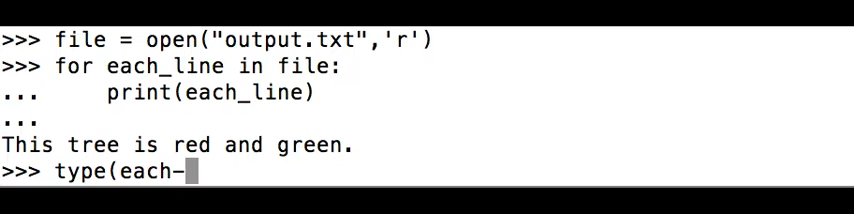 >>> file = open("output.txt",'r')
>>> for each_line in file:
...     print(each_line)
...
This tree is red and green.
>>> type(each-